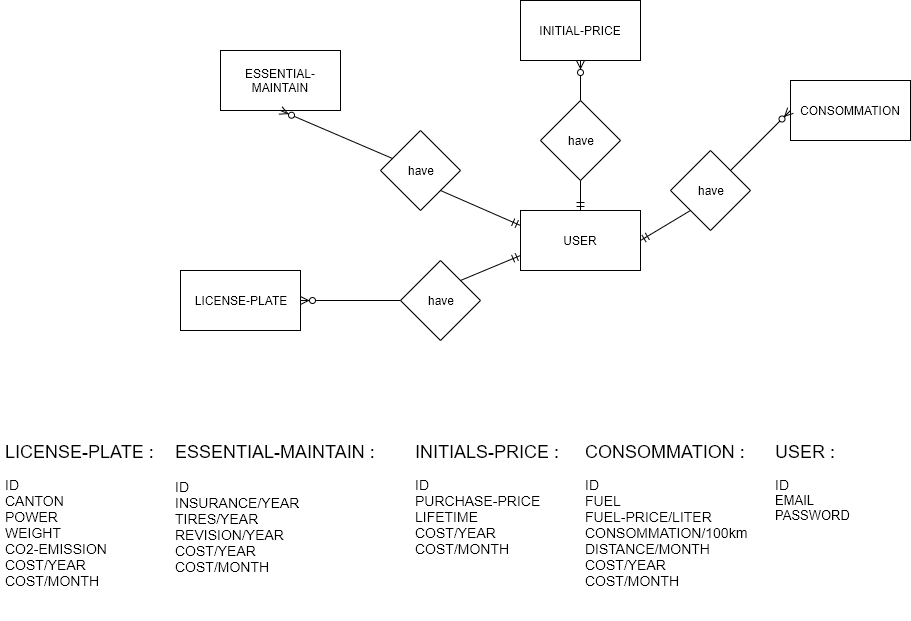 INITIAL-PRICE
ESSENTIAL-
MAINTAIN
CONSOMMATION
have
have
have
USER
LICENSE-PLATE
have
LICENSE-PLATE :
ID
CANTON
POWER
WEIGHT
CO2-EMISSION
COST/YEAR
COST/MONTH
ESSENTIAL-MAINTAIN :
ID
INSURANCE/YEAR
TIRES/YEAR
REVISION/YEAR
COST/YEAR
COST/MONTH
INITIALS-PRICE :
ID
PURCHASE-PRICE
LIFETIME
COST/YEAR
COST/MONTH
CONSOMMATION :
ID
FUEL
FUEL-PRICE/LITER
CONSOMMATION/100km
DISTANCE/MONTH
COST/YEAR
COST/MONTH
USER :
ID
EMAIL
PASSWORD